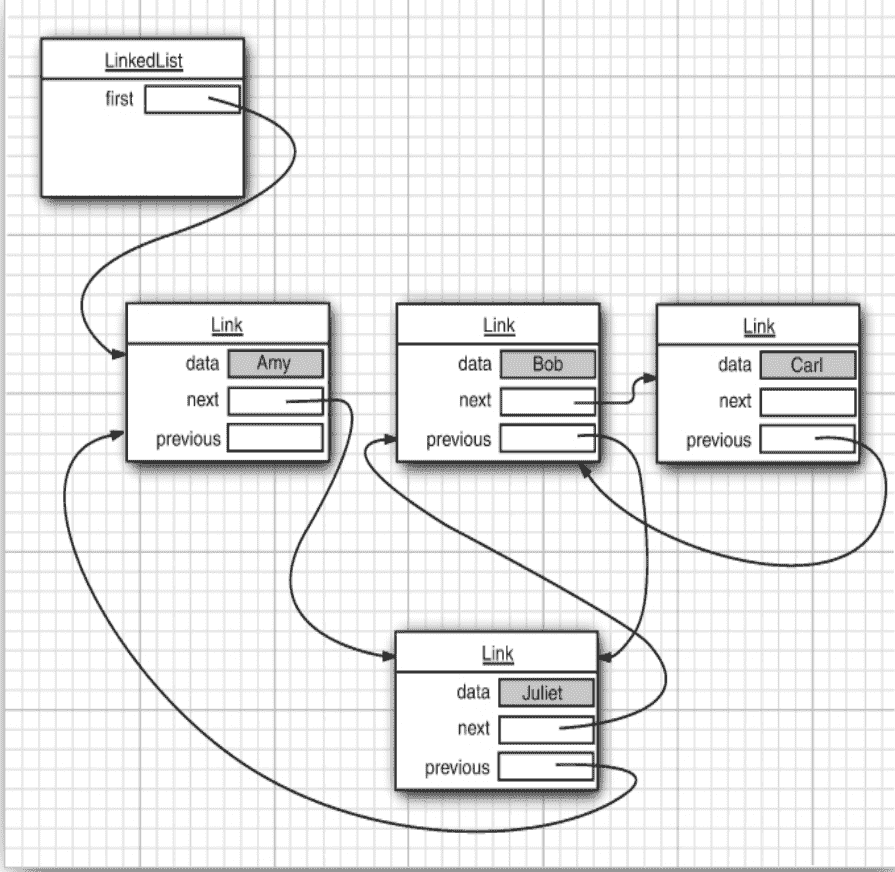 LinkedList
first
Link
data Amy
next
previous
Link
data Bob
next
previous
Link
data Carl
next
previous
Link
data Juliet
next
previous